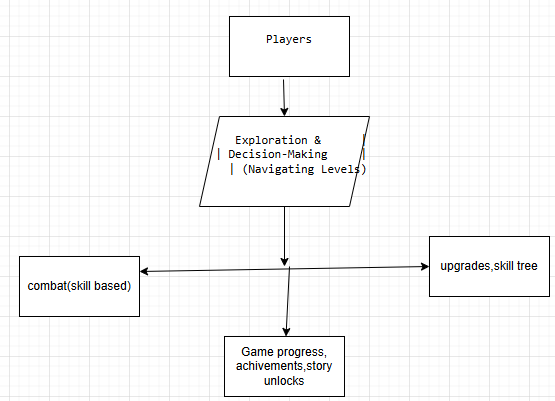 Players
Exploration & |
| Decision-Making |
| (Navigating Levels)
combat(skill based)
upgrades,skill tree
Game progress,
achivements,story
unlocks